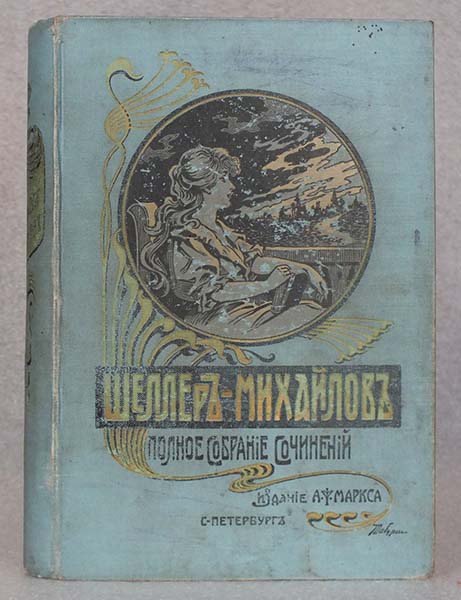 ШЕЛЛЕРЪ-МИХАЙЛОВЪ
ПОЛНОЕ СОБРАНІЕ СОЧИНЕНІЙ
ИЗДАНІЕ А·Ф·МАРКСА
С-ПЕТЕРБУРГЪ